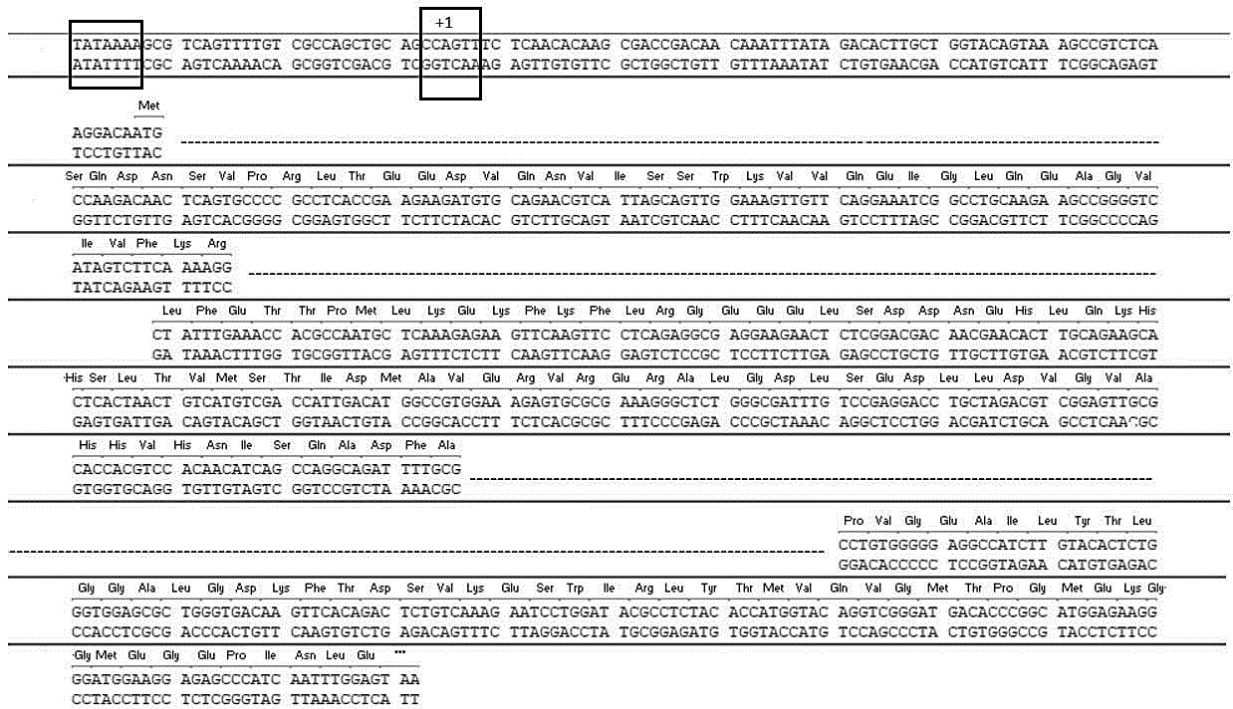 +1
TATAAAAGCG TCAGTTTTGT CGCCAGCTGC AGCCAGTTTC TCAACACAAG CGACCGACAA CAAATTTATA GACACTTGCT GGTACAGTAA AGCCGTCTCA
ATATTTTCGC AGTCAAAACA GCGGTCGACG TCGGTCAAAG AGTTGTGTTC GCTGGCTGTT GTTTAAATAT CTGTGAACGA CCATGTCATT TCGGCAGAGT
Met
AGGACAATG
TCCTGTTAC
Ser Gln Asp Asn Ser Val Pro Arg Leu Thr Glu Glu Asp Val Gln Asn Val Ile Ser Ser Trp Lys Val Val Gln Glu Ile Gly Leu Gln Glu Ala Gly Val
CCAAGACAAC TCAGTGCCCC GCCTCACCGA AGAAGATGTG CAGAACGTCA TTAGCAGTTG GAAAGTTGTT CAGGAAATCG GCCTGCAAGA AGCCGGGGTC
GGTTCTGTTG AGTCACGGGG CGGAGTGGCT TCTTCTACAC GTCTTGCAGT AATCGTCAAC CTTTCAACAA GTCCTTTAGC CGGACGTTCT TCGGCCCCAG
Ile Val Phe Lys Arg
ATAGTCTTCA AAAGG
TATCAGAAGT TTTCC
Leu Phe Glu Thr Thr Pro Met Leu Lys Glu Lys Phe Lys Phe Leu Arg Gly Glu Glu Glu Leu Ser Asp Asp Asn Glu His Leu Gln Lys His
CT ATTTGAAACC ACGCCAATGC TCAAAGAGAA GTTCAAGTTC CTCAGAGGCG AGGAAGAACT CTCGGACGAC AACGAACACT TGCAGAAGCA
GA TAAACTTTGG TGCGGTTACG AGTTTCTCTT CAAGTTCAAG GAGTCTCCGC TCCTTCTTGA GAGCCTGCTG TTGCTTGTGA ACGTCTTCGT
His Ser Leu Thr Val Met Ser Thr Ile Asp Met Ala Val Glu Arg Val Arg Glu Arg Ala Leu Gly Asp Leu Ser Glu Asp Leu Leu Asp Val Gly Val Ala
CTCACTAACT GTCATGTCGA CCATTGACAT GGCCGTGGAA AGAGTGCGCG AAAGGGCTCT GGGCGATTTG TCCGAGGACC TGCTAGACGT CGGAGTTGCG
GAGTGATTGA CAGTACAGCT GGTAACTGTA CCGGCACCTT TCTCACGCGC TTTCCCGAGA CCCGCTAAAC AGGCTCCTGG ACGATCTGCA GCCTCAACGC
His His Val His Asn Ile Ser Gln Ala Asp Phe Ala
CACCACGTCC ACAACATCAG CCAGGCAGAT TTTGCG
GTGGTGCAGG TGTTGTAGTC GGTCCGTCTA AAACGC
Pro Val Gly Glu Ala Ile Leu Tyr Thr Leu
CCTGTGGGGG AGGCCATCTT GTACACTCTG
GGACACCCCC TCCGGTAGAA CATGTGAGAC
Gly Gly Ala Leu Gly Asp Lys Phe Thr Asp Ser Val Lys Glu Ser Trp Ile Arg Leu Tyr Thr Met Val Gln Val Gly Met Thr Pro Gly Met Glu Lys Gly
GGTGGAGCGC TGGGTGACAA GTTCACAGAC TCTGTCAAAG AATCCTGGAT ACGCCTCTAC ACCATGGTAC AGGTCGGGAT GACACCCGGC ATGGAGAAGG
CCACCTCGCG ACCCACTGTT CAAGTGTCTG AGACAGTTTC TTAGGACCTA TGCGGAGATG TGGTACCATG TCCAGCCCTA CTGTGGGCCG TACCTCTTCC
Gly Met Glu Gly Glu Pro Ile Asn Leu Glu ***
GGATGGAAGG AGAGCCCATC AATTTGGAGT AA
CCTACCTTCC TCTCGGGTAG TTAAACCTCA TT